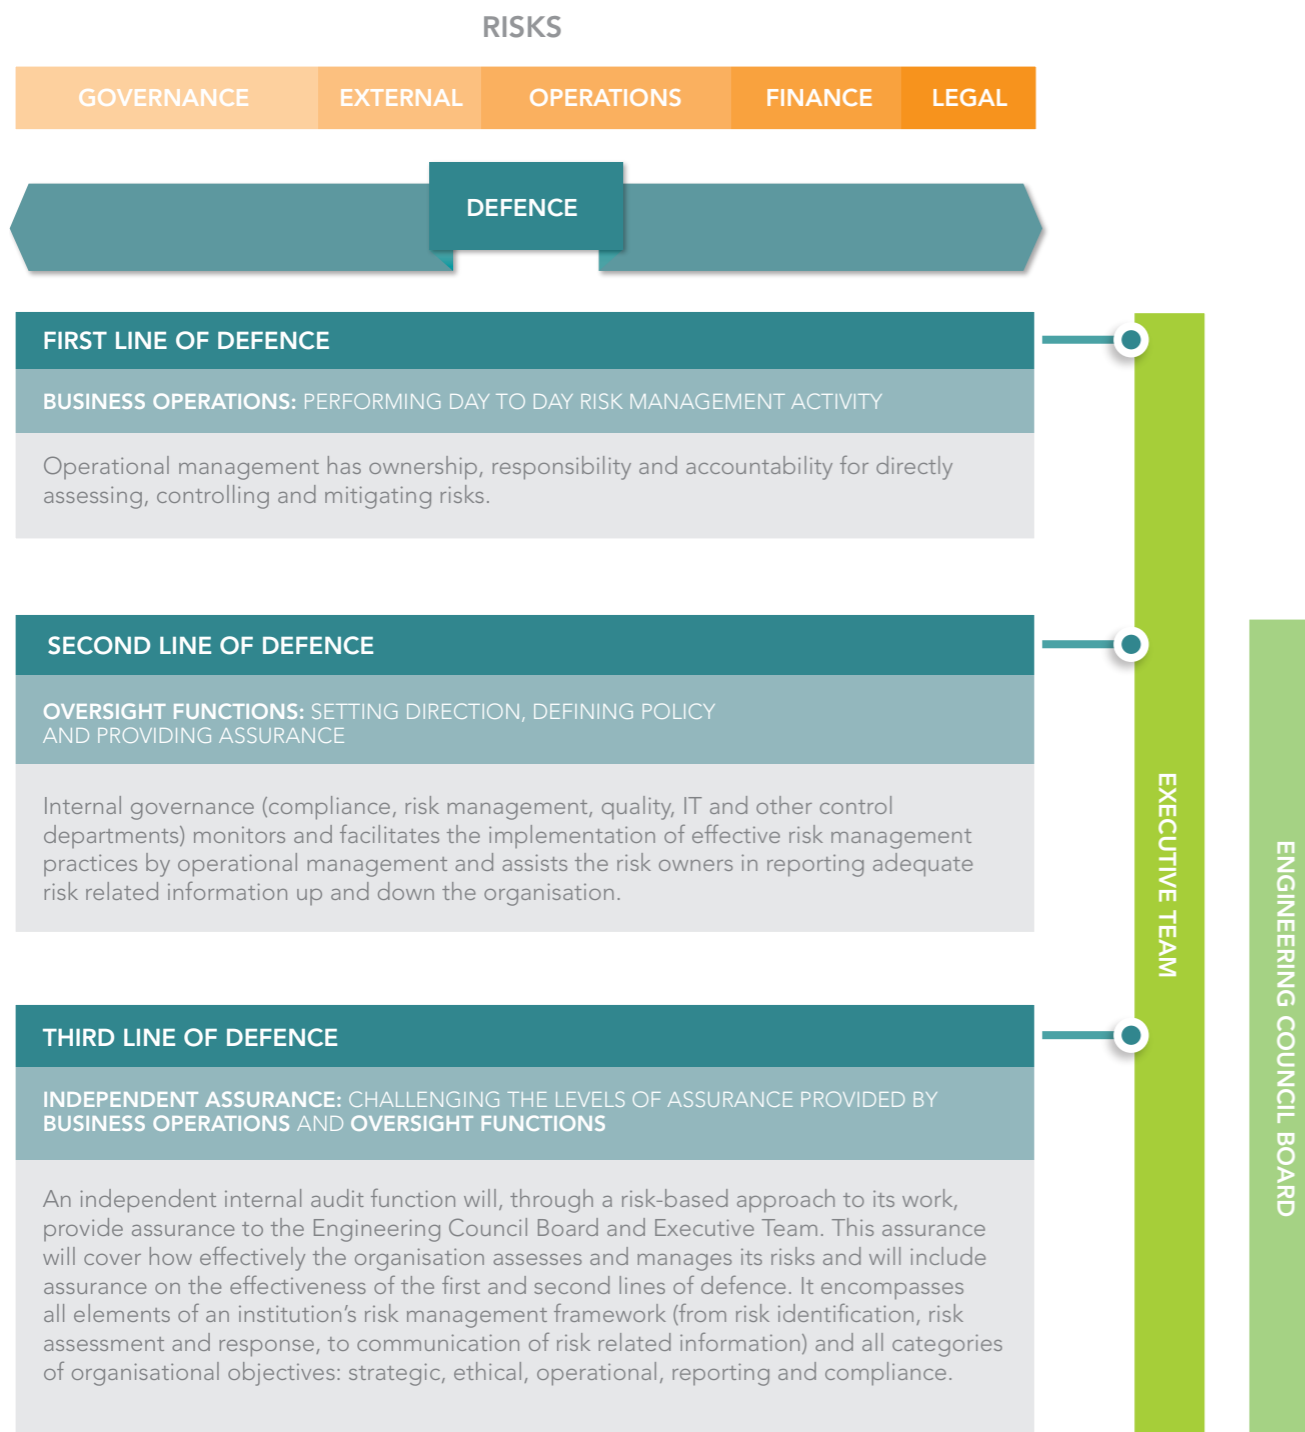 RISKS
GOVERNANCE EXTERNAL OPERATIONS FINANCE LEGAL
DEFENCE
FIRST LINE OF DEFENCE
BUSINESS OPERATIONS: PERFORMING DAY TO DAY RISK MANAGEMENT ACTIVITY
Operational management has ownership, responsibility and accountability for directly
assessing, controlling and mitigating risks.
SECOND LINE OF DEFENCE
OVERSIGHT FUNCTIONS: SETTING DIRECTION, DEFINING POLICY
AND PROVIDING ASSURANCE
Internal governance (compliance, risk management, quality, IT and other control
departments) monitors and facilitates the implementation of effective risk management
practices by operational management and assists the risk owners in reporting adequate
risk related information up and down the organisation.
THIRD LINE OF DEFENCE
INDEPENDENT ASSURANCE: CHALLENGING THE LEVELS OF ASSURANCE PROVIDED BY
BUSINESS OPERATIONS AND OVERSIGHT FUNCTIONS
An independent internal audit function will, through a risk-based approach to its work,
provide assurance to the Engineering Council Board and Executive Team. This assurance
will cover how effectively the organisation assesses and manages its risks and will include
assurance on the effectiveness of the first and second lines of defence. It encompasses
all elements of an institution’s risk management framework (from risk identification, risk
assessment and response, to communication of risk related information) and all categories
of organisational objectives: strategic, ethical, operational, reporting and compliance.
EXECUTIVE TEAM
ENGINEERING COUNCIL BOARD